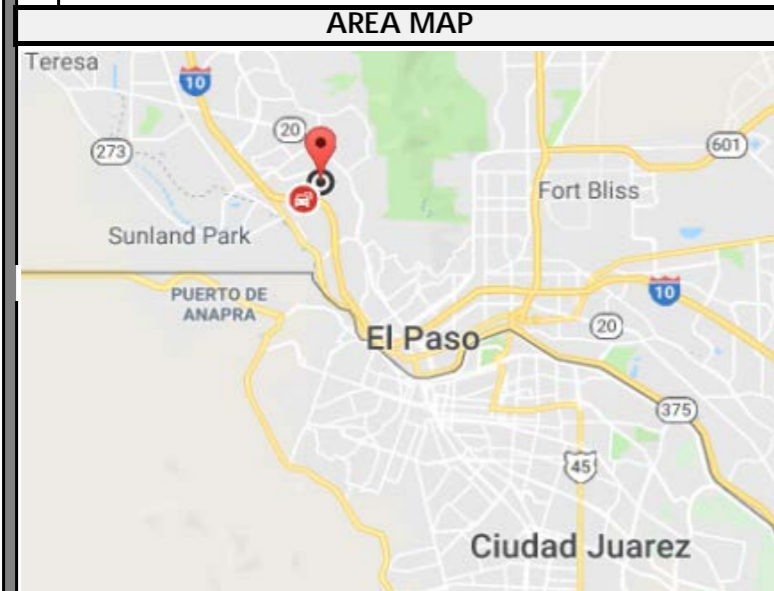 AREA MAP
Teresa
10
20
273
601
Fort Bliss
Sunland Park
PUERTO DE
ANAPRA
10
El Paso
20
375
45
Ciudad Juarez